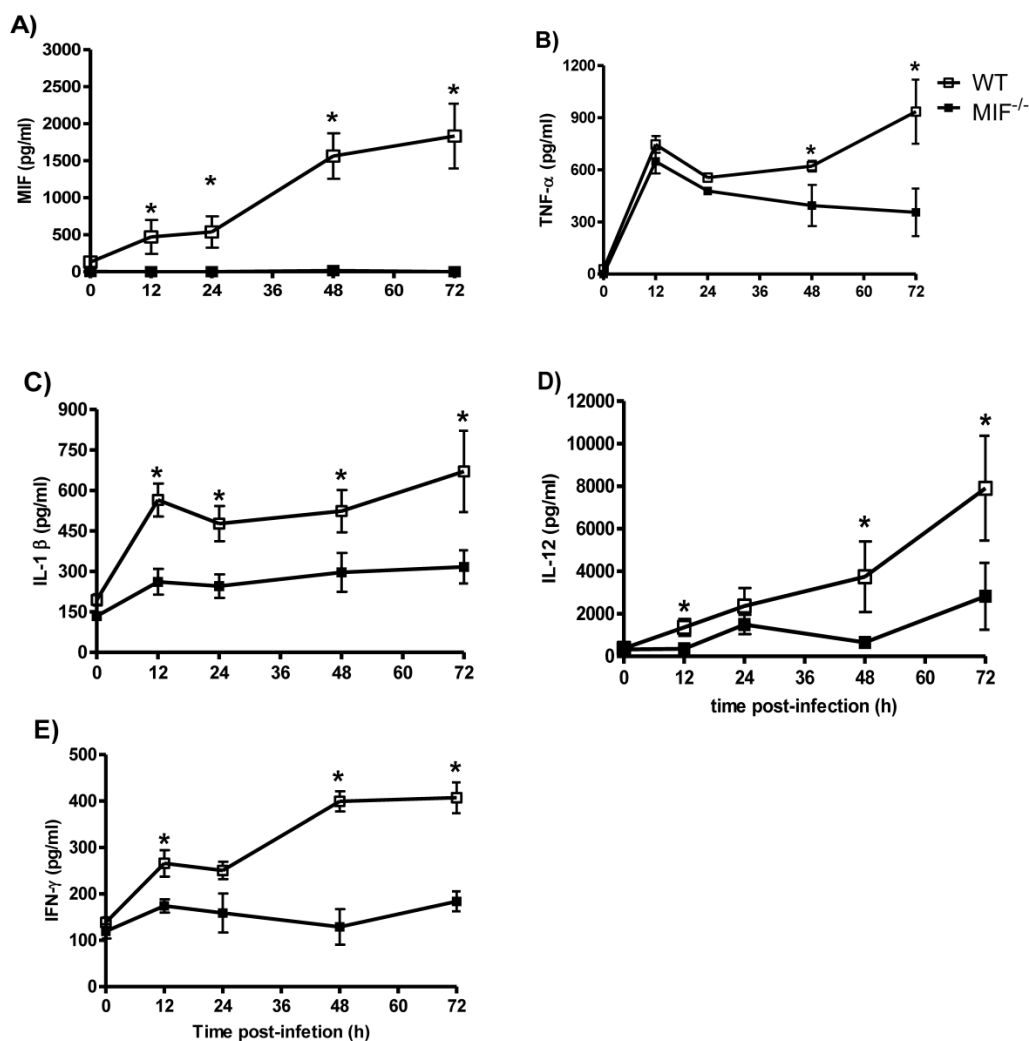 A)
MIF (pg/ml)
3000
2500
2000
1500
1000
500
0
* * * *
0 12 24 36 48 60 72
B)
TNF-α (pg/ml)
1200
900
600
300
0
* *
0 12 24 36 48 60 72
WT
MIF-/-
C)
IL-1 β (pg/ml)
900
750
600
450
300
150
0
* * * *
0 12 24 36 48 60 72
D)
IL-12 (pg/ml)
12000
10000
8000
6000
4000
2000
0
* * *
0 12 24 36 48 60 72
time post-infection (h)
E)
IFN-γ (pg/ml)
500
400
300
200
100
0
* * *
0 12 24 36 48 60 72
Time post-infetion (h)